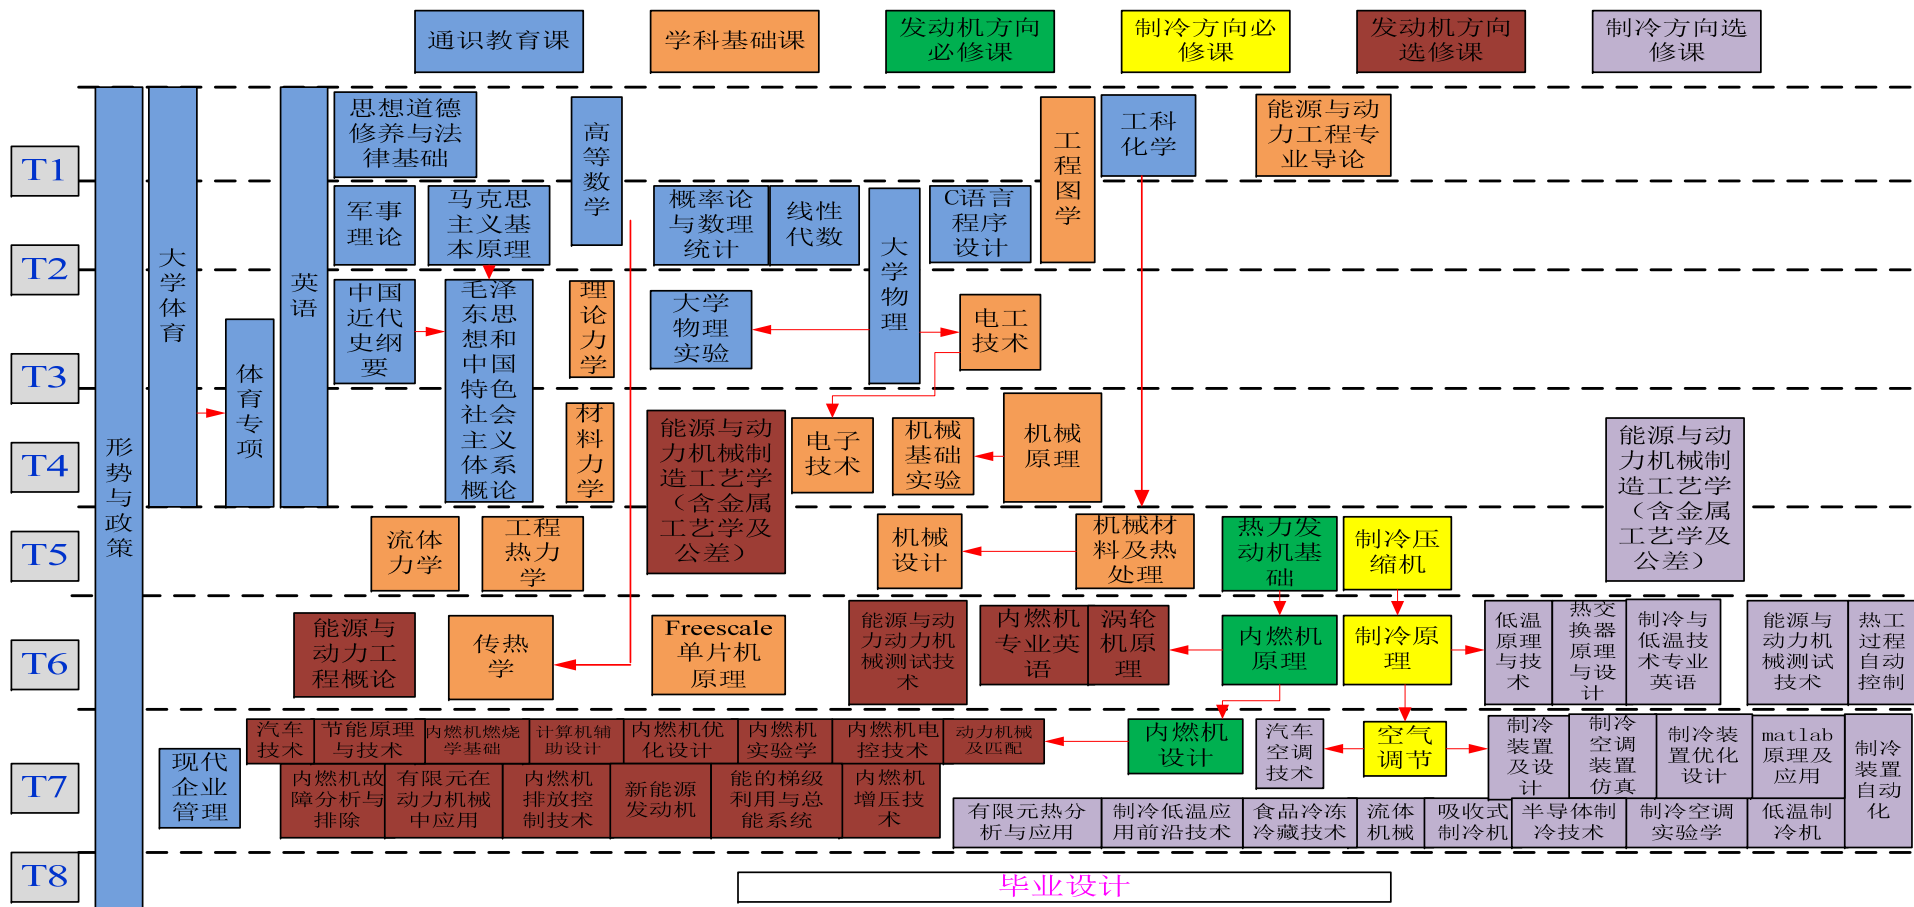 通识教育课
学科基础课
发动机方向
必修课
制冷方向必
修课
发动机方向
选修课
制冷方向选
修课
T1
T2
T3
T4
T5
T6
T7
T8
形势与政策
大学体育
体育专项
英语
思想道德
修养与法
律基础
高等数学
工程图学
工科
化学
能源与动
力工程专
业导论
军事
理论
马克思
主义基
本原理
概率论
与数理
统计
线性
代数
大学物理
C语言
程序
设计
中国
近代
史纲
要
毛泽
东思
想和
中国
特色
社会
主义
体系
概论
理论力学
大学
物理
实验
电工
技术
材料力学
能源与动
力机械制
造工艺学
（含金属
工艺学及
公差）
电子
技术
机械
基础
实验
机械
原理
能源与动
力机械制
造工艺学
（含金属
工艺学及
公差）
流体
力学
工程
热力
学
机械
设计
机械材
料及热
处理
热力发
动机基
础
制冷压
缩机
能源与
动力工
程概论
传热
学
Freescale
单片机
原理
能源与动
力动力机
械测试技
术
内燃机
专业英
语
涡轮
机原
理
内燃机
原理
制冷原
理
低温
原理
与技
术
热交
换器
原理
与设
计
制冷与
低温技
术专业
英语
能源与
动力机
械测试
技术
热工
过程
自动
控制
现代
企业
管理
汽车
技术
节能原理
与技术
内燃机燃烧
学基础
计算机辅
助设计
内燃机优
化设计
内燃机
实验学
内燃机电
控技术
动力机械
及匹配
内燃机
设计
汽车
空调
技术
空气
调节
制冷
装置
及设
计
制冷
空调
装置
仿真
制冷装
置优化
设计
matlab
原理及
应用
制冷
装置
自动
化
内燃机故
障分析与
排除
有限元在
动力机械
中应用
内燃机
排放控
制技术
新能源
发动机
能的梯级
利用与总
能系统
内燃机
增压技
术
有限元热分
析与应用
制冷低温应
用前沿技术
食品冷冻
冷藏技术
流体
机械
吸收式
制冷机
半导体制
冷技术
制冷空调
实验学
低温制
冷机
毕业设计